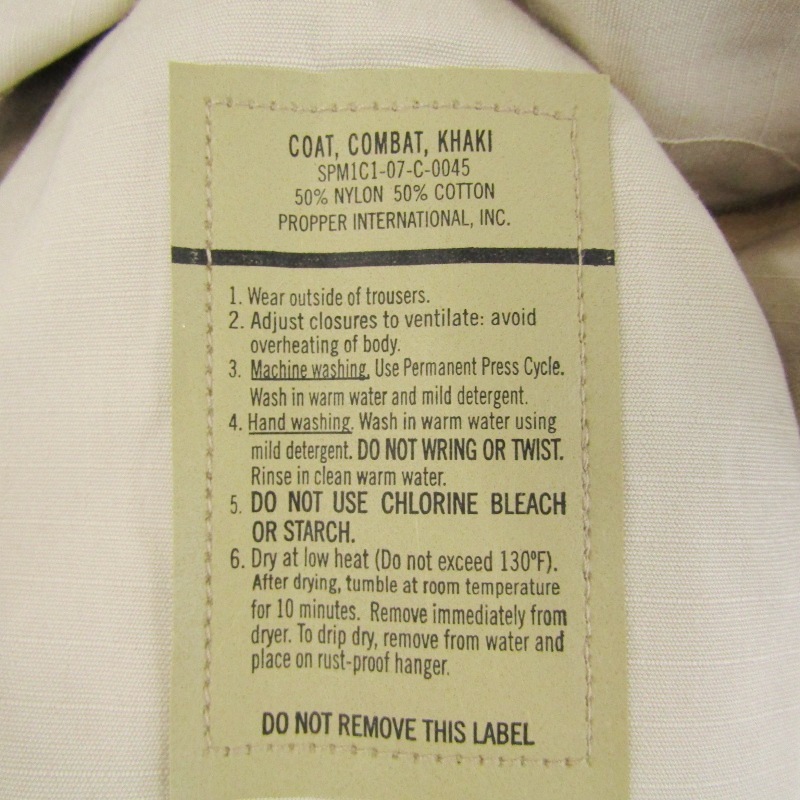 COAT, COMBAT, KHAKI
SPM1C1-07-C-0045
50% NYLON 50% COTTON
PROPPER INTERNATIONAL, INC.
1. Wear outside of trousers.
2. Adjust closures to ventilate: avoid
overheating of body.
3. Machine washing. Use Permanent Press Cycle.
Wash in warm water and mild detergent.
4. Hand washing. Wash in warm water using
mild detergent. DO NOT WRING OR TWIST.
Rinse in clean warm water.
5. DO NOT USE CHLORINE BLEACH
OR STARCH.
6. Dry at low heat (Do not exceed 130ºF).
After drying, tumble at room temperature
for 10 minutes. Remove immediately from
dryer. To drip dry, remove from water and
place on rust-proof hanger.
DO NOT REMOVE THIS LABEL